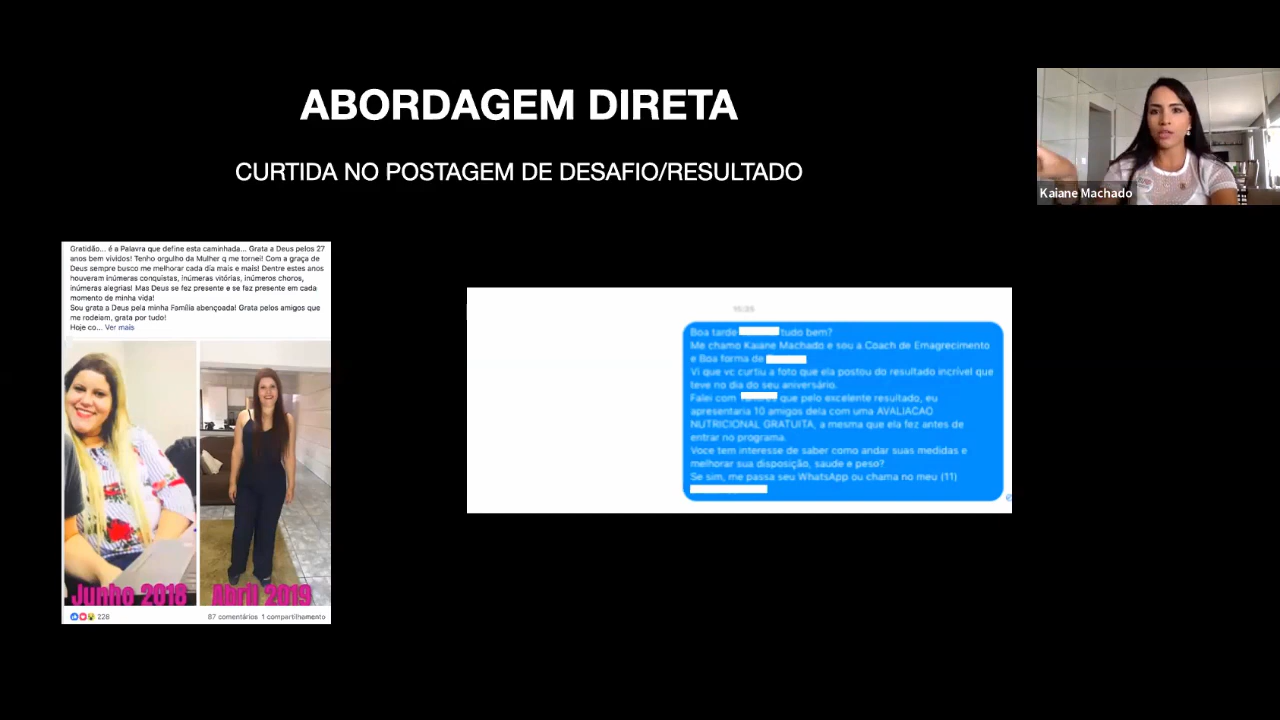 ABORDAGEM DIRETA
CURTIDA NO POSTAGEM DE DESAFIO/RESULTADO
Kaiane Machado
Gratidão... é a Palavra que define esta caminhada... Grata a Deus pelos 27
anos bem vividos! Tenho orgulho da Mulher q me tornei! Com a graça de
Deus sempre busco me melhorar cada dia mais e mais! Dentre estes anos
houveram inúmeras conquistas, inúmeras vitórias, inúmeros choros,
inúmeras alegrias! Mas Deus se fez presente e se faz presente em cada
momento de minha vida!
Sou grata a Deus pela minha Família abençoada! Grata pelos amigos que
me rodeiam, grata por tudo!
Hoje co... Ver mais
Junho 2018
Abril 2019
228
87 comentários 1 compartilhamento
Boa tarde tudo bem?
Me chamo Kaiane Machado e sou a Coach de Emagrecimento
e Boa forma de
Vi que vc curtiu a foto que ela postou do resultado incrível que
teve no dia do seu aniversário.
Falei com que pelo excelente resultado, eu
apresentaria 10 amigos dela com uma AVALIACAO
NUTRICIONAL GRATUITA, a mesma que ela fez antes de
entrar no programa.
Voce tem interesse de saber como andar suas medidas e
melhorar sua disposição, saude e peso?
Se sim, me passa seu WhatsApp ou chama no meu (11)